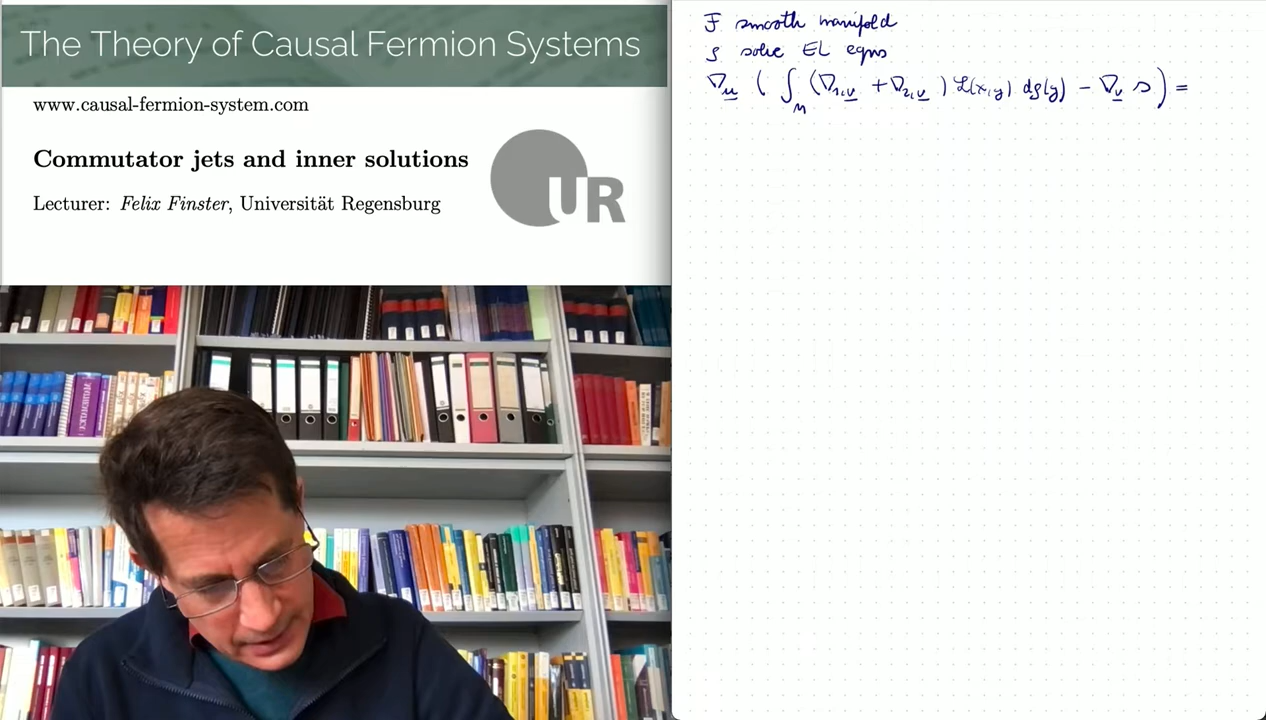 The Theory of Causal Fermion Systems
www.causal-fermion-system.com
Commutator jets and inner solutions
Lecturer: Felix Finster, Universität Regensburg
UR
F smooth manifold
ρ solve EL eqns
∇_u ( ∫_M (∇_{1,v} + ∇_{2,v}) ℒ(x,y) dρ(y) − ∇_v s ) =